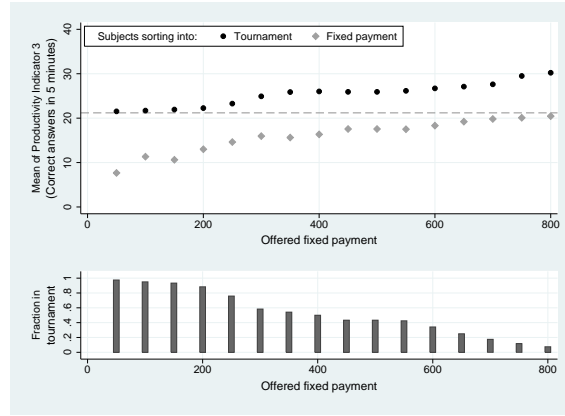 Mean of Productivity Indicator 3
(Correct answers in 5 minutes)
40
30
20
10
0
Subjects sorting into: Tournament Fixed payment
0 200 400 600 800
Offered fixed payment
Fraction in
tournament
1
.8
.6
.4
.2
0
0 200 400 600 800
Offered fixed payment